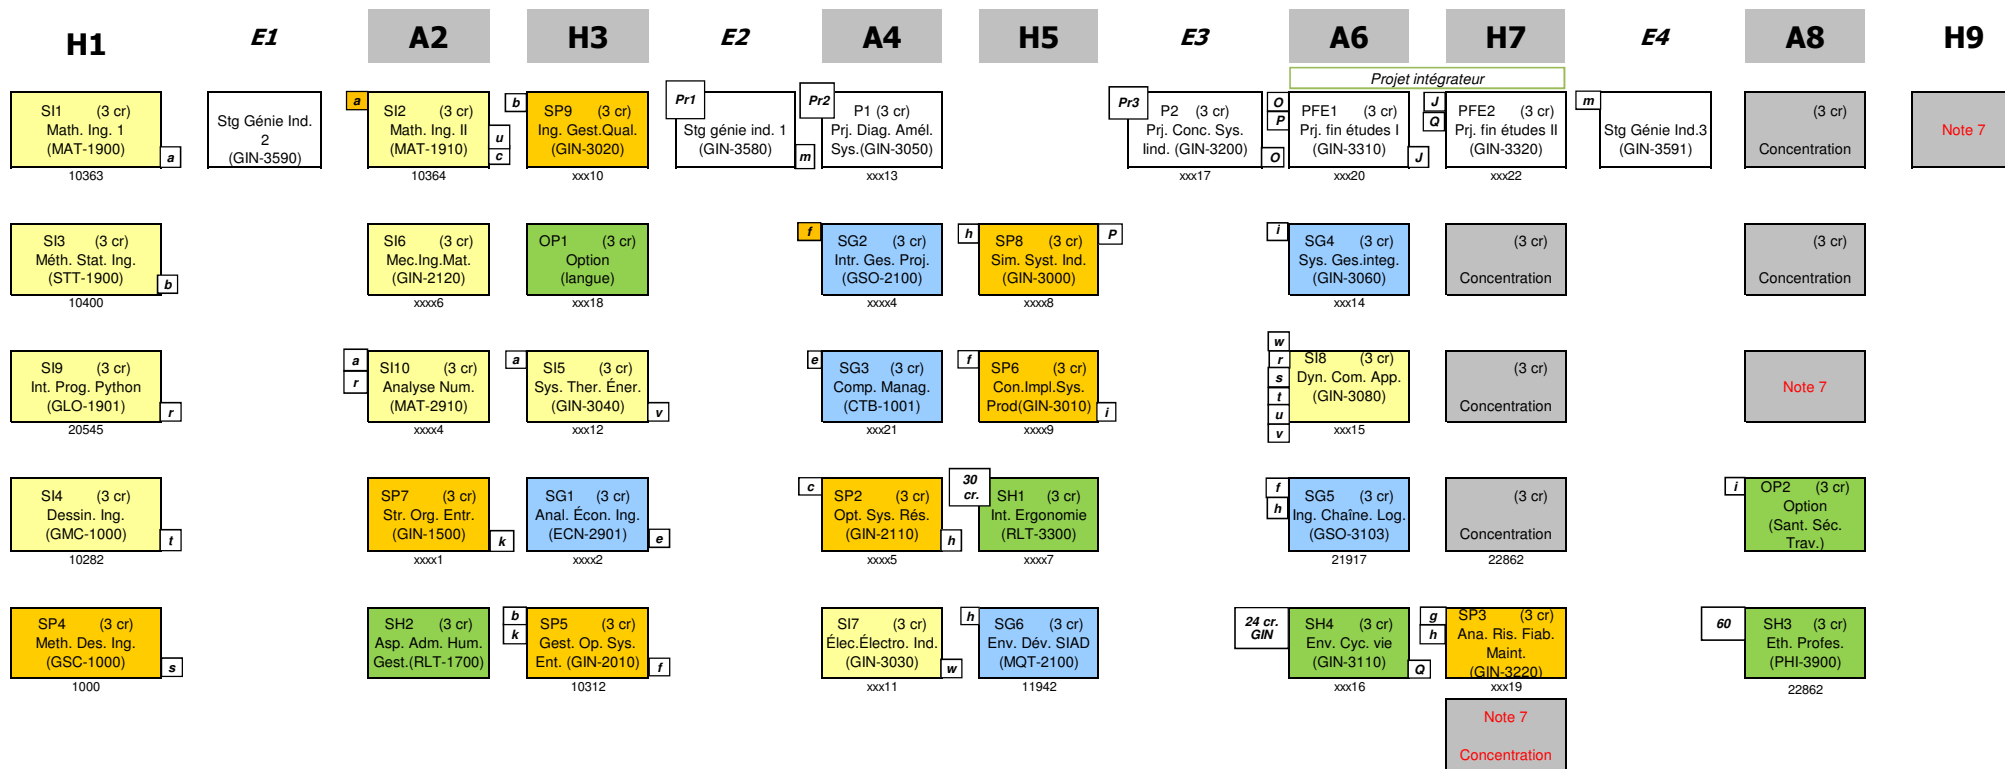 H1
E1
A2
H3
E2
A4
H5
E3
A6
H7
E4
A8
H9
Projet intégrateur
SI1 (3 cr)
Math. Ing. 1
(MAT-1900)
a
10363
Stg Génie Ind.
2
(GIN-3590)
a
SI2 (3 cr)
Math. Ing. II
(MAT-1910)
u
c
10364
b
SP9 (3 cr)
Ing. Gest.Qual.
(GIN-3020)
xxx10
Pr1
Stg génie ind. 1
(GIN-3580)
m
Pr2
P1 (3 cr)
Prj. Diag. Amél.
Sys.(GIN-3050)
xxx13
Pr3
P2 (3 cr)
Prj. Conc. Sys.
Iind. (GIN-3200)
O
xxx17
O
P
PFE1 (3 cr)
Prj. fin études I
(GIN-3310)
J
xxx20
J
Q
PFE2 (3 cr)
Prj. fin études II
(GIN-3320)
xxx22
m
Stg Génie Ind.3
(GIN-3591)
(3 cr)
Concentration
Note 7
SI3 (3 cr)
Méth. Stat. Ing.
(STT-1900)
b
10400
SI6 (3 cr)
Mec.Ing.Mat.
(GIN-2120)
xxxx6
OP1 (3 cr)
Option
(langue)
xxx18
f
SG2 (3 cr)
Intr. Ges. Proj.
(GSO-2100)
xxxx4
h
SP8 (3 cr)
Sim. Syst. Ind.
(GIN-3000)
P
xxxx8
i
SG4 (3 cr)
Sys. Ges.integ.
(GIN-3060)
xxx14
(3 cr)
Concentration
(3 cr)
Concentration
SI9 (3 cr)
Int. Prog. Python
(GLO-1901)
r
20545
a
r
SI10 (3 cr)
Analyse Num.
(MAT-2910)
xxxx4
a
SI5 (3 cr)
Sys. Ther. Éner.
(GIN-3040)
v
xxx12
e
SG3 (3 cr)
Comp. Manag.
(CTB-1001)
xxx21
f
SP6 (3 cr)
Con.Impl.Sys.
Prod(GIN-3010)
i
xxxx9
w
r
s
t
u
v
SI8 (3 cr)
Dyn. Com. App.
(GIN-3080)
xxx15
(3 cr)
Concentration
Note 7
SI4 (3 cr)
Dessin. Ing.
(GMC-1000)
t
10282
SP7 (3 cr)
Str. Org. Entr.
(GIN-1500)
k
xxxx1
SG1 (3 cr)
Anal. Écon. Ing.
(ECN-2901)
e
xxxx2
c
SP2 (3 cr)
Opt. Sys. Rés.
(GIN-2110)
h
xxxx5
30
cr.
SH1 (3 cr)
Int. Ergonomie
(RLT-3300)
xxxx7
f
h
SG5 (3 cr)
Ing. Chaîne. Log.
(GSO-3103)
21917
(3 cr)
Concentration
22862
i
OP2 (3 cr)
Option
(Sant. Séc.
Trav.)
SP4 (3 cr)
Meth. Des. Ing.
(GSC-1000)
s
1000
SH2 (3 cr)
Asp. Adm. Hum.
Gest.(RLT-1700)
b
k
SP5 (3 cr)
Gest. Op. Sys.
Ent. (GIN-2010)
f
10312
SI7 (3 cr)
Élec.Électro. Ind.
(GIN-3030)
w
xxx11
h
SG6 (3 cr)
Env. Dév. SIAD
(MQT-2100)
11942
24 cr.
GIN
SH4 (3 cr)
Env. Cyc. vie
(GIN-3110)
Q
xxx16
g
h
SP3 (3 cr)
Ana. Ris. Fiab.
Maint.
(GIN-3220)
xxx19
60
SH3 (3 cr)
Eth. Profes.
(PHI-3900)
22862
Note 7
Concentration